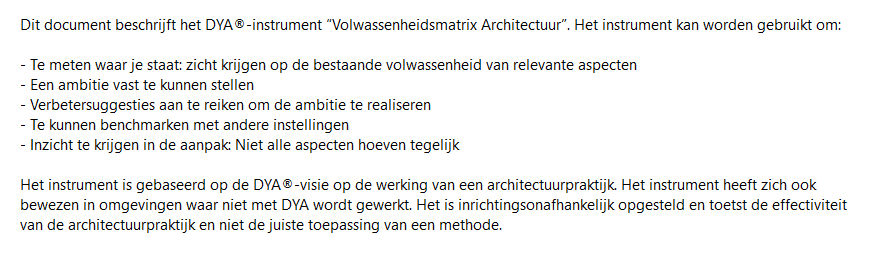 Dit document beschrijft het DYA®-instrument “Volwassenheidsmatrix Architectuur”. Het instrument kan worden gebruikt om:
- Te meten waar je staat: zicht krijgen op de bestaande volwassenheid van relevante aspecten
- Een ambitie vast te kunnen stellen
- Verbetersuggesties aan te reiken om de ambitie te realiseren
- Te kunnen benchmarken met andere instellingen
- Inzicht te krijgen in de aanpak: Niet alle aspecten hoeven tegelijk
Het instrument is gebaseerd op de DYA®-visie op de werking van een architectuurpraktijk. Het instrument heeft zich ook
bewezen in omgevingen waar niet met DYA wordt gewerkt. Het is inrichtingsonafhankelijk opgesteld en toetst de effectiviteit
van de architectuurpraktijk en niet de juiste toepassing van een methode.